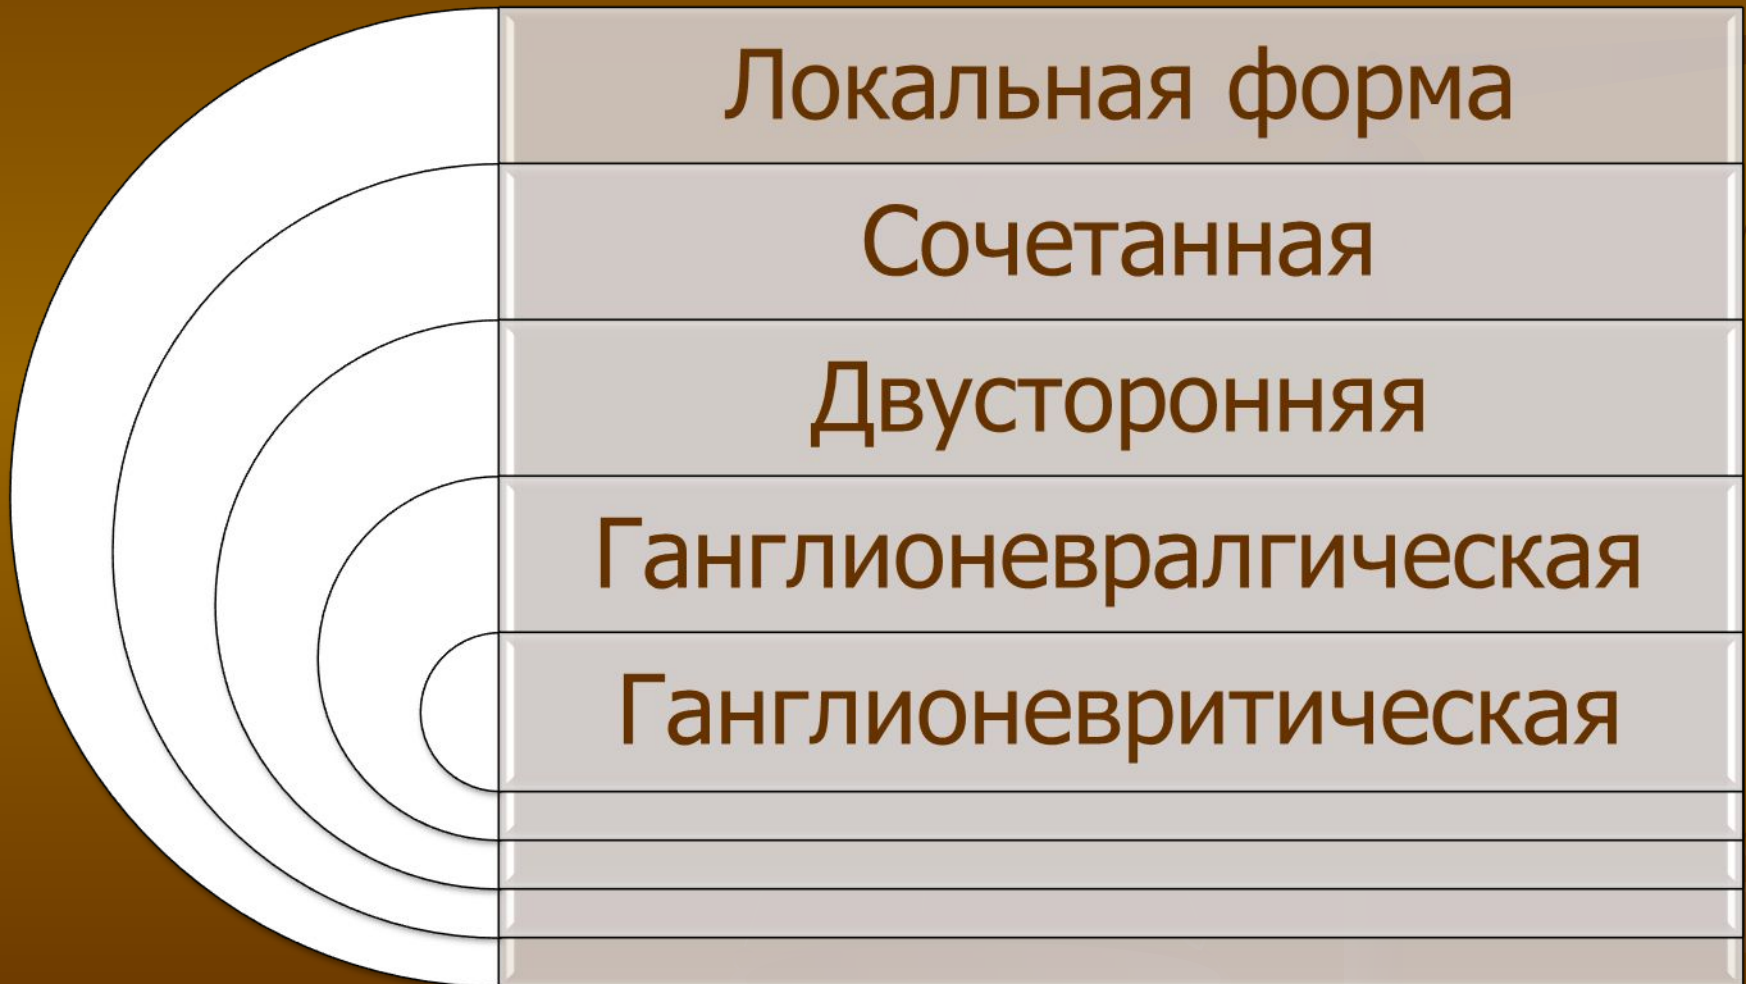 Локальная форма
Сочетанная
Двусторонняя
Ганглионевралгическая
Ганглионевритическая